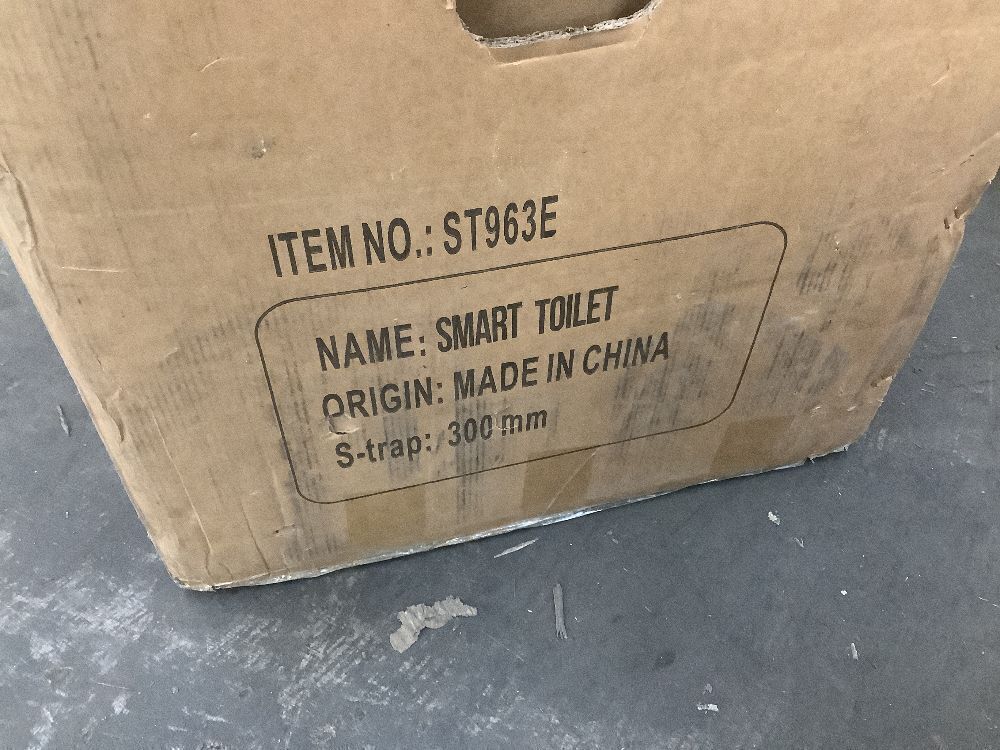 ITEM NO.: ST963E
NAME: SMART TOILET
ORIGIN: MADE IN CHINA
S-trap: 300 mm